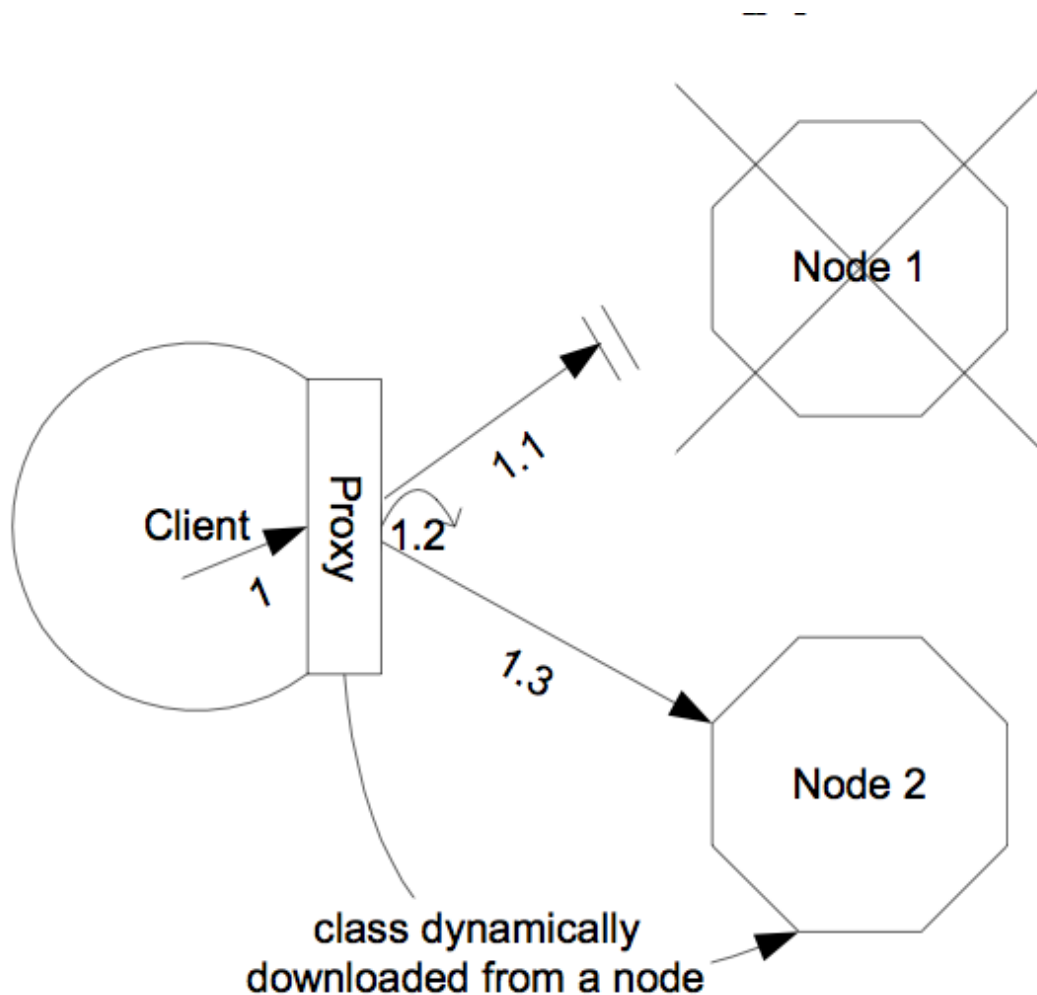 Node 1
1.1
Client
Proxy
1.2
1
1.3
Node 2
class dynamically
downloaded from a node